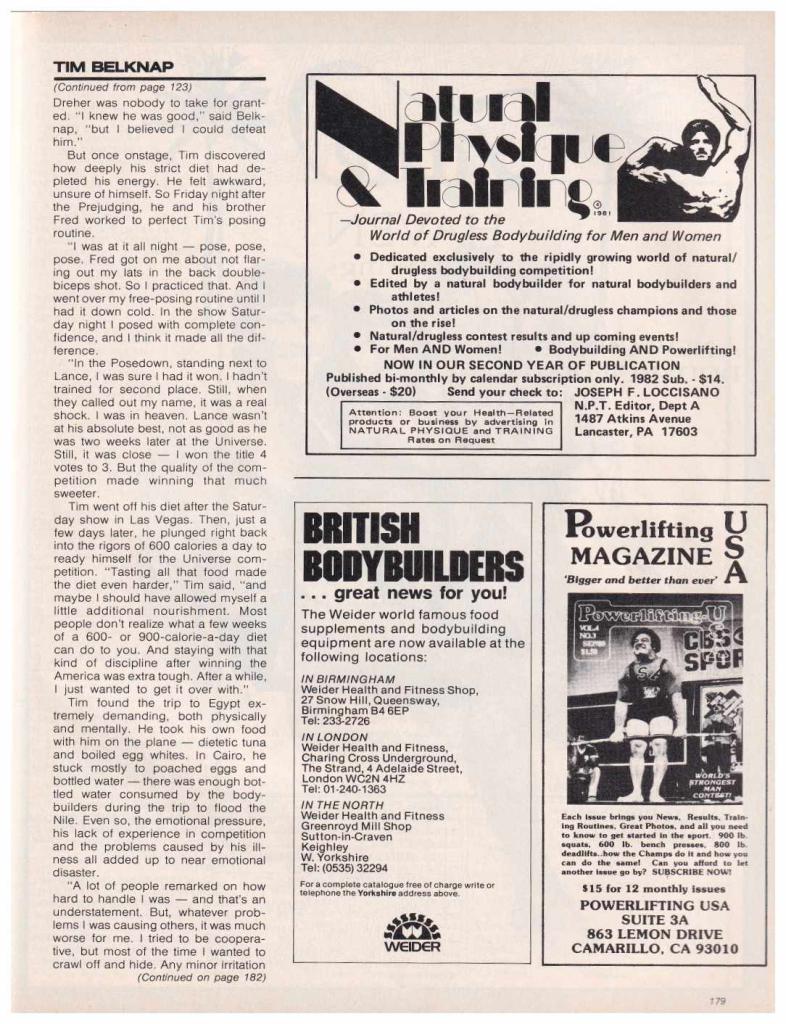 TIM BELKNAP
(Continued from page 123)
Dreher was nobody to take for grant-
ed. "I knew he was good," said Belk-
nap, "but I believed I could defeat
him."
But once onstage, Tim discovered
how deeply his strict diet had de-
pleted his energy. He felt awkward,
unsure of himself. So Friday night after
the Prejudging, he and his brother
Fred worked to perfect Tim's posing
routine.
"I was at it all night — pose, pose,
pose. Fred got on me about not flar-
ing out my lats in the back double-
biceps shot. So I practiced that. And I
went over my free-posing routine until I
had it down cold. In the show Satur-
day night I posed with complete con-
fidence, and I think it made all the dif-
ference.
"In the Posedown, standing next to
Lance, I was sure I had it won. I hadn't
trained for second place. Still, when
they called out my name, it was a real
shock. I was in heaven. Lance wasn't
at his absolute best, not as good as he
was two weeks later at the Universe.
Still, it was close — I won the title 4
votes to 3. But the quality of the com-
petition made winning that much
sweeter.
Tim went off his diet after the Satur-
day show in Las Vegas. Then, just a
few days later, he plunged right back
into the rigors of 600 calories a day to
ready himself for the Universe com-
petition. "Tasting all that food made
the diet even harder," Tim said, "and
maybe I should have allowed myself a
little additional nourishment. Most
people don't realize what a few weeks
of a 600- or 900-calorie-a-day diet
can do to you. And staying with that
kind of discipline after winning the
America was extra tough. After a while,
I just wanted to get it over with."
Tim found the trip to Egypt ex-
tremely demanding, both physically
and mentally. He took his own food
with him on the plane — dietetic tuna
and boiled egg whites. In Cairo, he
stuck mostly to poached eggs and
bottled water — there was enough bot-
tled water consumed by the body-
builders during the trip to flood the
Nile. Even so, the emotional pressure,
his lack of experience in competition
and the problems caused by his ill-
ness all added up to near emotional
disaster.
"A lot of people remarked on how
hard to handle I was — and that's an
understatement. But, whatever prob-
lems I was causing others, it was much
worse for me. I tried to be coopera-
tive, but most of the time I wanted to
crawl off and hide. Any minor irritation
(Continued on page 182)
Natural
Physique
& Training
® 1981
—Journal Devoted to the
World of Drugless Bodybuilding for Men and Women
• Dedicated exclusively to the ripidly growing world of natural/
drugless bodybuilding competition!
• Edited by a natural bodybuilder for natural bodybuilders and
athletes!
• Photos and articles on the natural/drugless champions and those
on the rise!
• Natural/drugless contest results and up coming events!
• For Men AND Women! • Bodybuilding AND Powerlifting!
NOW IN OUR SECOND YEAR OF PUBLICATION
Published bi-monthly by calendar subscription only. 1982 Sub. - $14.
(Overseas - $20) Send your check to: JOSEPH F. LOCCISANO
N.P.T. Editor, Dept A
1487 Atkins Avenue
Lancaster, PA 17603
Attention: Boost your Health—Related
products or business by advertising in
NATURAL PHYSIQUE and TRAINING
Rates on Request
BRITISH
BODYBUILDERS
... great news for you!
The Weider world famous food
supplements and bodybuilding
equipment are now available at the
following locations:
IN BIRMINGHAM
Weider Health and Fitness Shop,
27 Snow Hill, Queensway,
Birmingham B4 6EP
Tel: 233-2726
IN LONDON
Weider Health and Fitness,
Charing Cross Underground,
The Strand, 4 Adelaide Street,
London WC2N 4HZ
Tel: 01-240-1363
IN THE NORTH
Weider Health and Fitness
Greenroyd Mill Shop
Sutton-in-Craven
Keighley
W. Yorkshire
Tel: (0535) 32294
For a complete catalogue free of charge write or
telephone the Yorkshire address above.
WEIDER
Powerlifting USA
MAGAZINE
'Bigger and better than ever'
Powerlifting-U
VOL.4
NO.3
$1.50
CBS
SPOR
WORLD'S
STRONGEST
MAN
CONTEST!
Each issue brings you News, Results, Train-
ing Routines, Great Photos, and all you need
to know to get started in the sport. 900 lb.
squats, 600 lb. bench presses, 800 lb.
deadlifts..how the Champs do it and how you
can do the same! Can you afford to let
another issue go by? SUBSCRIBE NOW!
$15 for 12 monthly issues
POWERLIFTING USA
SUITE 3A
863 LEMON DRIVE
CAMARILLO, CA 93010
179